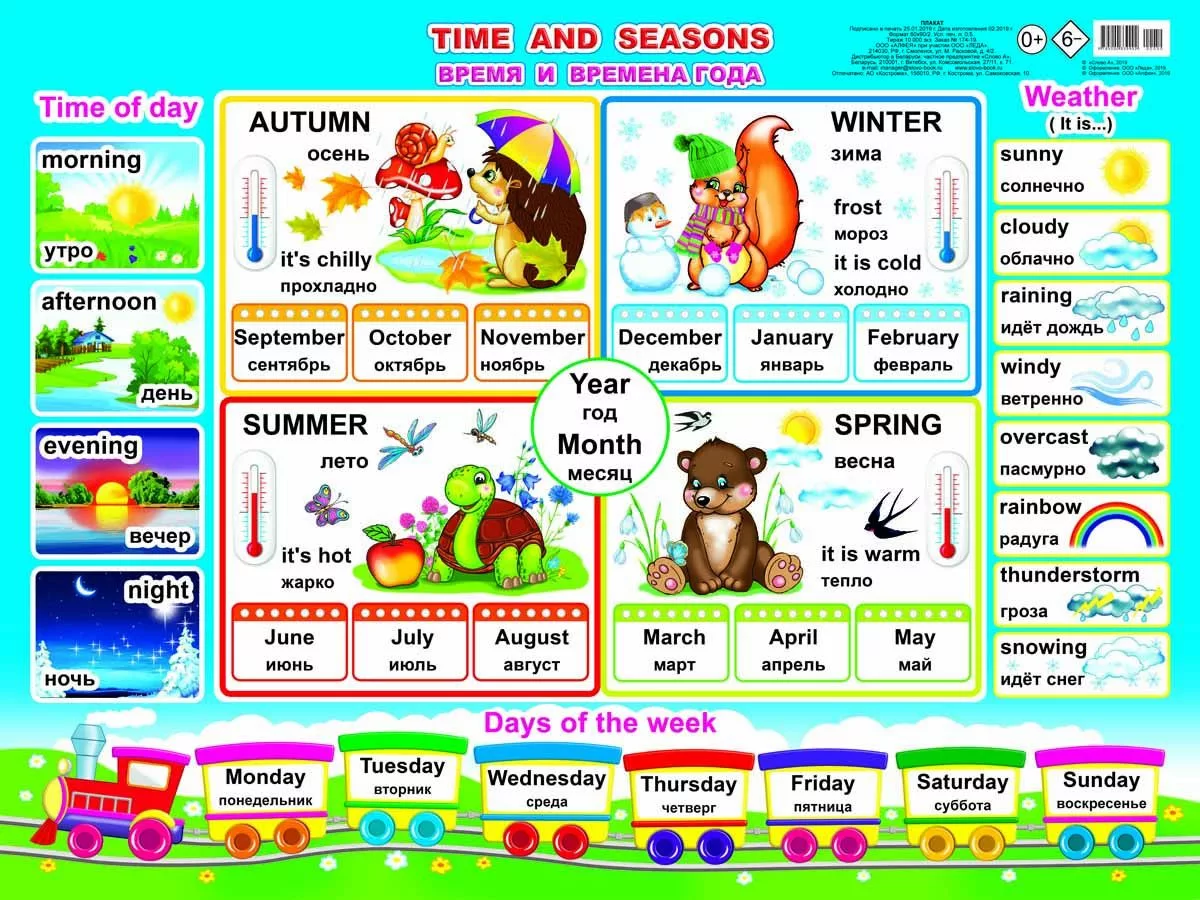 TIME AND SEASONS
ВРЕМЯ И ВРЕМЕНА ГОДА
ПЛАКАТ
0+
6−
Time of day
morning
утро
afternoon
день
evening
вечер
night
ночь
AUTUMN
осень
it's chilly
прохладно
September
сентябрь
October
октябрь
November
ноябрь
WINTER
зима
frost
мороз
it is cold
холодно
December
декабрь
January
январь
February
февраль
Year
год
Month
месяц
SUMMER
лето
it's hot
жарко
June
июнь
July
июль
August
август
SPRING
весна
it is warm
тепло
March
март
April
апрель
May
май
Weather
( It is...)
sunny
солнечно
cloudy
облачно
raining
идёт дождь
windy
ветренно
overcast
пасмурно
rainbow
радуга
thunderstorm
гроза
snowing
идёт снег
Days of the week
Monday
понедельник
Tuesday
вторник
Wednesday
среда
Thursday
четверг
Friday
пятница
Saturday
суббота
Sunday
воскресенье